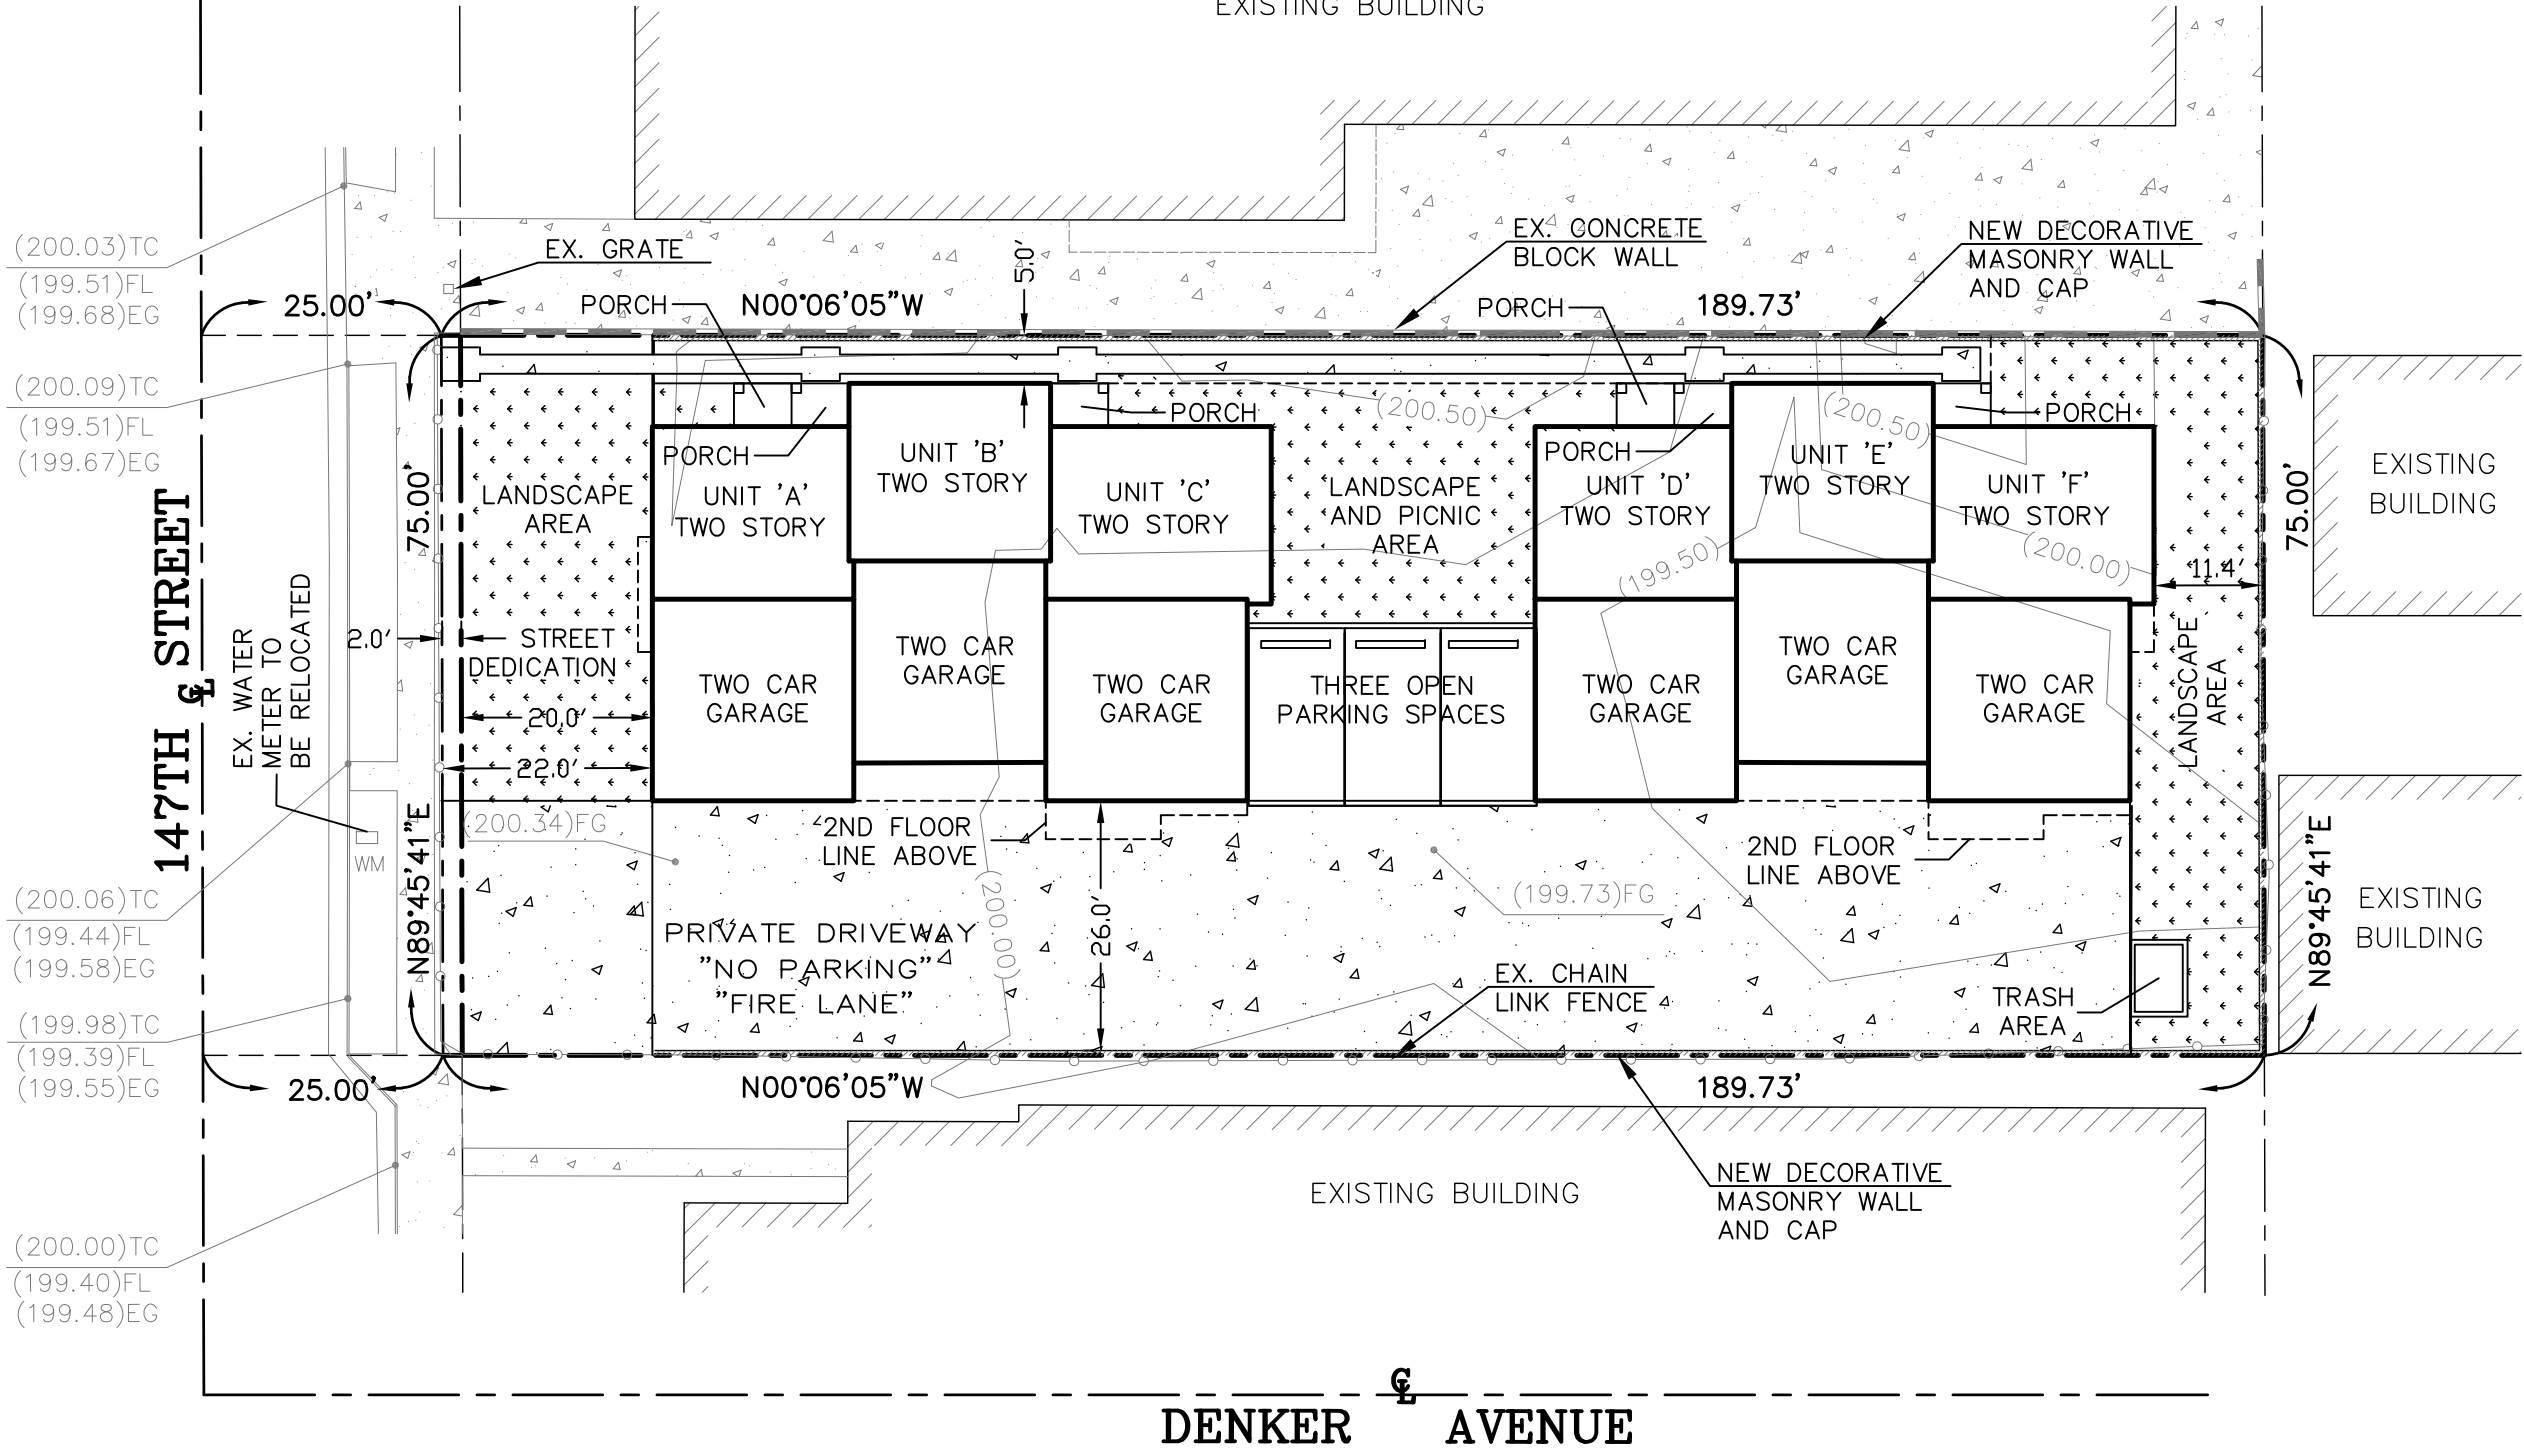 EXISTING BUILDING
(200.03)TC
(199.51)FL
(199.68)EG
EX. GRATE
5.0'
EX. CONCRETE
BLOCK WALL
NEW DECORATIVE
MASONRY WALL
AND CAP
25.00'
PORCH
N00°06'05"W
PORCH
189.73'
(200.09)TC
(199.51)FL
(199.67)EG
PORCH
(200.50)
(200.50)
PORCH
PORCH
UNIT 'B'
TWO STORY
PORCH
UNIT 'E'
TWO STORY
75.00'
LANDSCAPE
AREA
UNIT 'A'
TWO STORY
UNIT 'C'
TWO STORY
LANDSCAPE
AND PICNIC
AREA
UNIT 'D'
TWO STORY
UNIT 'F'
TWO STORY
75.00'
EXISTING
BUILDING
(199.50)
(200.00)
11.4'
147TH ℄ STREET
EX. WATER
METER TO
BE RELOCATED
2.0'
STREET
DEDICATION
20.0'
22.0'
TWO CAR
GARAGE
TWO CAR
GARAGE
TWO CAR
GARAGE
THREE OPEN
PARKING SPACES
TWO CAR
GARAGE
TWO CAR
GARAGE
TWO CAR
GARAGE
LANDSCAPE
AREA
WM
N89°45'41"E
(200.34)FG
2ND FLOOR
LINE ABOVE
2ND FLOOR
LINE ABOVE
N89°45'41"E
EXISTING
BUILDING
(200.06)TC
(199.44)FL
(199.58)EG
PRIVATE DRIVEWAY
"NO PARKING"
"FIRE LANE"
(200.00)
26.0'
(199.73)FG
EX. CHAIN
LINK FENCE
TRASH
AREA
(199.98)TC
(199.39)FL
(199.55)EG
25.00'
N00°06'05"W
189.73'
EXISTING BUILDING
NEW DECORATIVE
MASONRY WALL
AND CAP
(200.00)TC
(199.40)FL
(199.48)EG
DENKER ℄ AVENUE